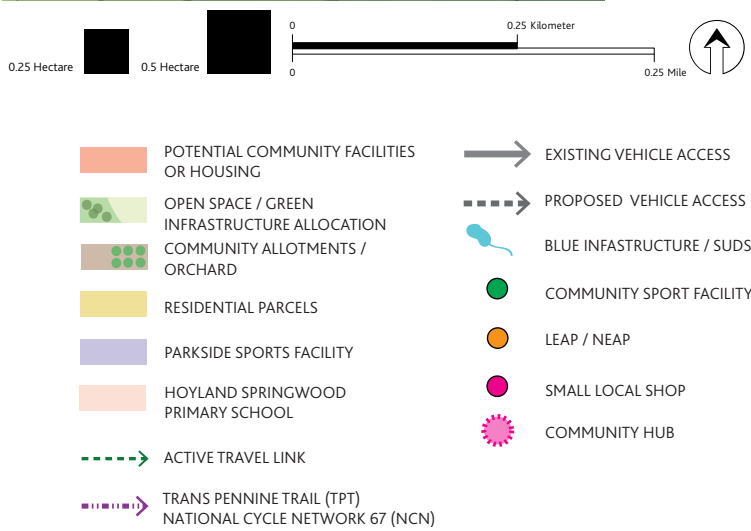 0
0.25 Kilometer
0.25 Hectare
0.5 Hectare
0
0.25 Mile
POTENTIAL COMMUNITY FACILITIES
OR HOUSING
OPEN SPACE / GREEN
INFRASTRUCTURE ALLOCATION
COMMUNITY ALLOTMENTS /
ORCHARD
RESIDENTIAL PARCELS
PARKSIDE SPORTS FACILITY
HOYLAND SPRINGWOOD
PRIMARY SCHOOL
ACTIVE TRAVEL LINK
TRANS PENNINE TRAIL (TPT)
NATIONAL CYCLE NETWORK 67 (NCN)
EXISTING VEHICLE ACCESS
PROPOSED VEHICLE ACCESS
BLUE INFASTRUCTURE / SUDS
COMMUNITY SPORT FACILITY
LEAP / NEAP
SMALL LOCAL SHOP
COMMUNITY HUB